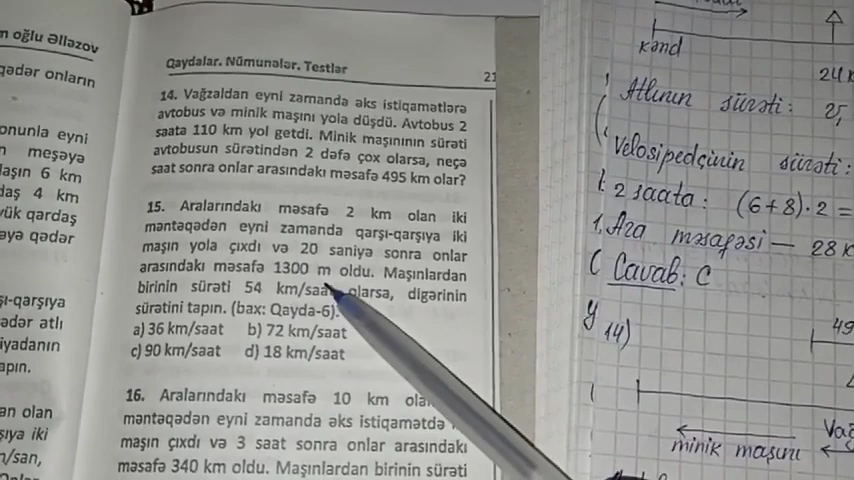 m oğlu Əlləzov
qədər onların
onunla eyni
meşəyə
laşın 6 km
daş 4 km
yük qardaş
əyə qədər
şı-qarşıya
ədər atlı
iyadanın
apın.
an olan
şıya iki
n/san,
Qaydalar. Nümunələr. Testlər
21
14. Vağzaldan eyni zamanda əks istiqamətlərə
avtobus və minik maşını yola düşdü. Avtobus 2
saata 110 km yol getdi. Minik maşınının sürəti
avtobusun sürətindən 2 dəfə çox olarsa, neçə
saat sonra onlar arasındakı məsafə 495 km olar?
15. Aralarındakı məsafə 2 km olan iki
məntəqədən eyni zamanda qarşı-qarşıya iki
maşın yola çıxdı və 20 saniyə sonra onlar
arasındakı məsafə 1300 m oldu. Maşınlardan
birinin sürəti 54 km/saat olarsa, digərinin
sürətini tapın. (bax: Qayda-6).
a) 36 km/saat b) 72 km/saat
c) 90 km/saat d) 18 km/saat
16. Aralarındakı məsafə 10 km
məntəqədən eyni zamanda əks istiqamətdə
maşın çıxdı və 3 saat sonra onlar arasındakı
məsafə 340 km oldu. Maşınlardan birinin sürəti
kənd
24 k
Atlının sürəti: 2,
Velosipedçinin sürəti:
2 saata: (6+8)·2=
Ara məsafəsi — 28 k
Cavab: C
14)
49
minik maşını
Vağ